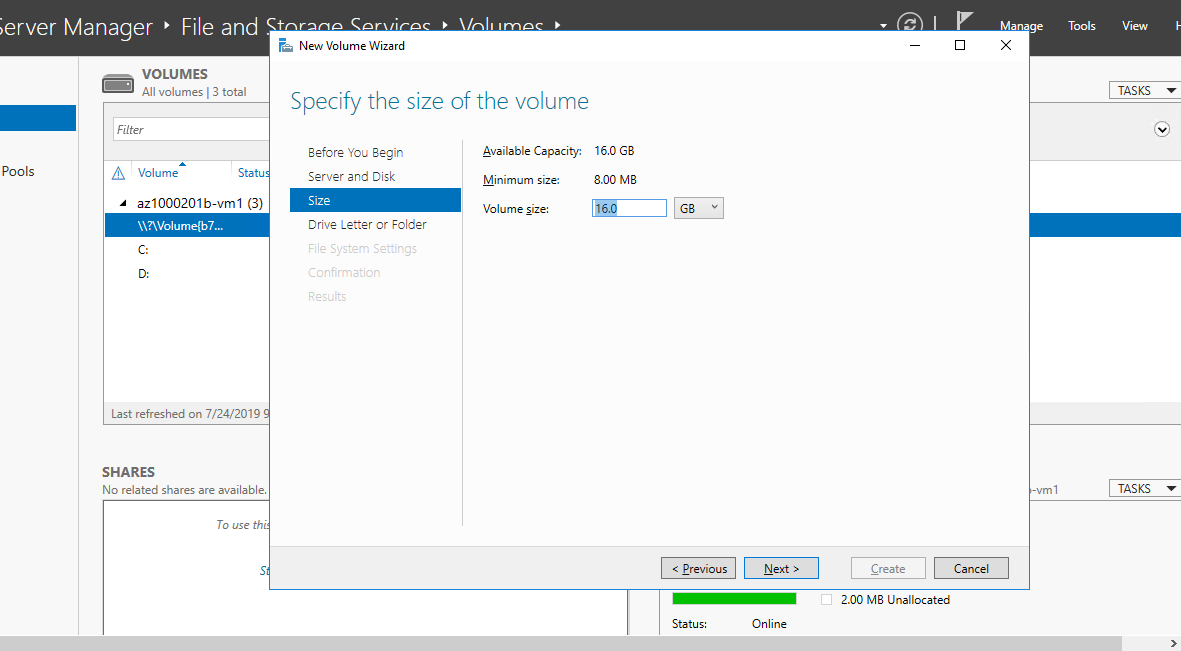 Server Manager ‣ File and Storage Services ‣ Volumes ‣
Manage Tools View H
New Volume Wizard
VOLUMES
All volumes | 3 total
TASKS
Filter
Volume Status
Pools
az1000201b-vm1 (3)
\\?\Volume{b7...
C:
D:
Last refreshed on 7/24/2019 9
Specify the size of the volume
Before You Begin
Server and Disk
Size
Drive Letter or Folder
File System Settings
Confirmation
Results
Available Capacity: 16.0 GB
Minimum size: 8.00 MB
Volume size: 16.0 GB
SHARES
No related shares are available.
To use this
St
-vm1
TASKS
< Previous Next > Create Cancel
2.00 MB Unallocated
Status: Online